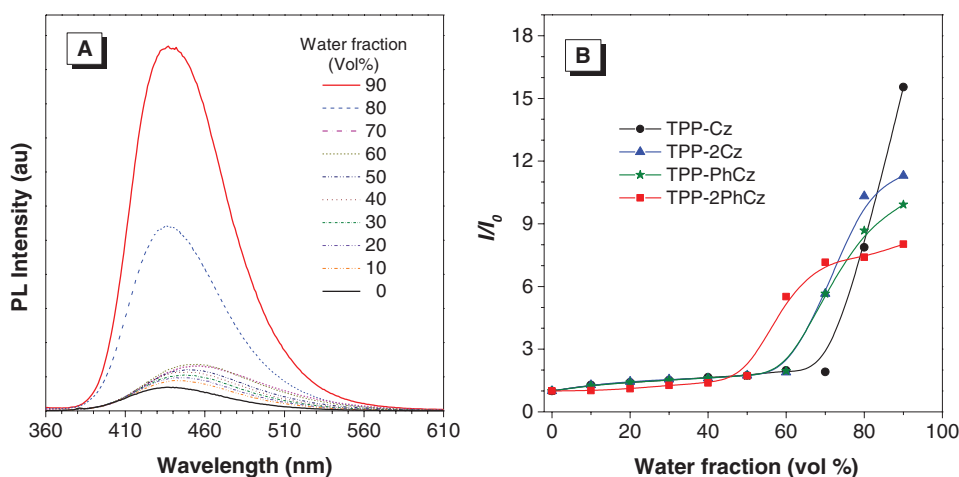 A
Water fraction
(Vol%)
90
80
70
60
50
40
30
20
10
0
PL Intensity (au)
360 410 460 510 560 610
Wavelength (nm)
B
TPP-Cz
TPP-2Cz
TPP-PhCz
TPP-2PhCz
I/I0
18
15
12
9
6
3
0
0 20 40 60 80 100
Water fraction (vol %)